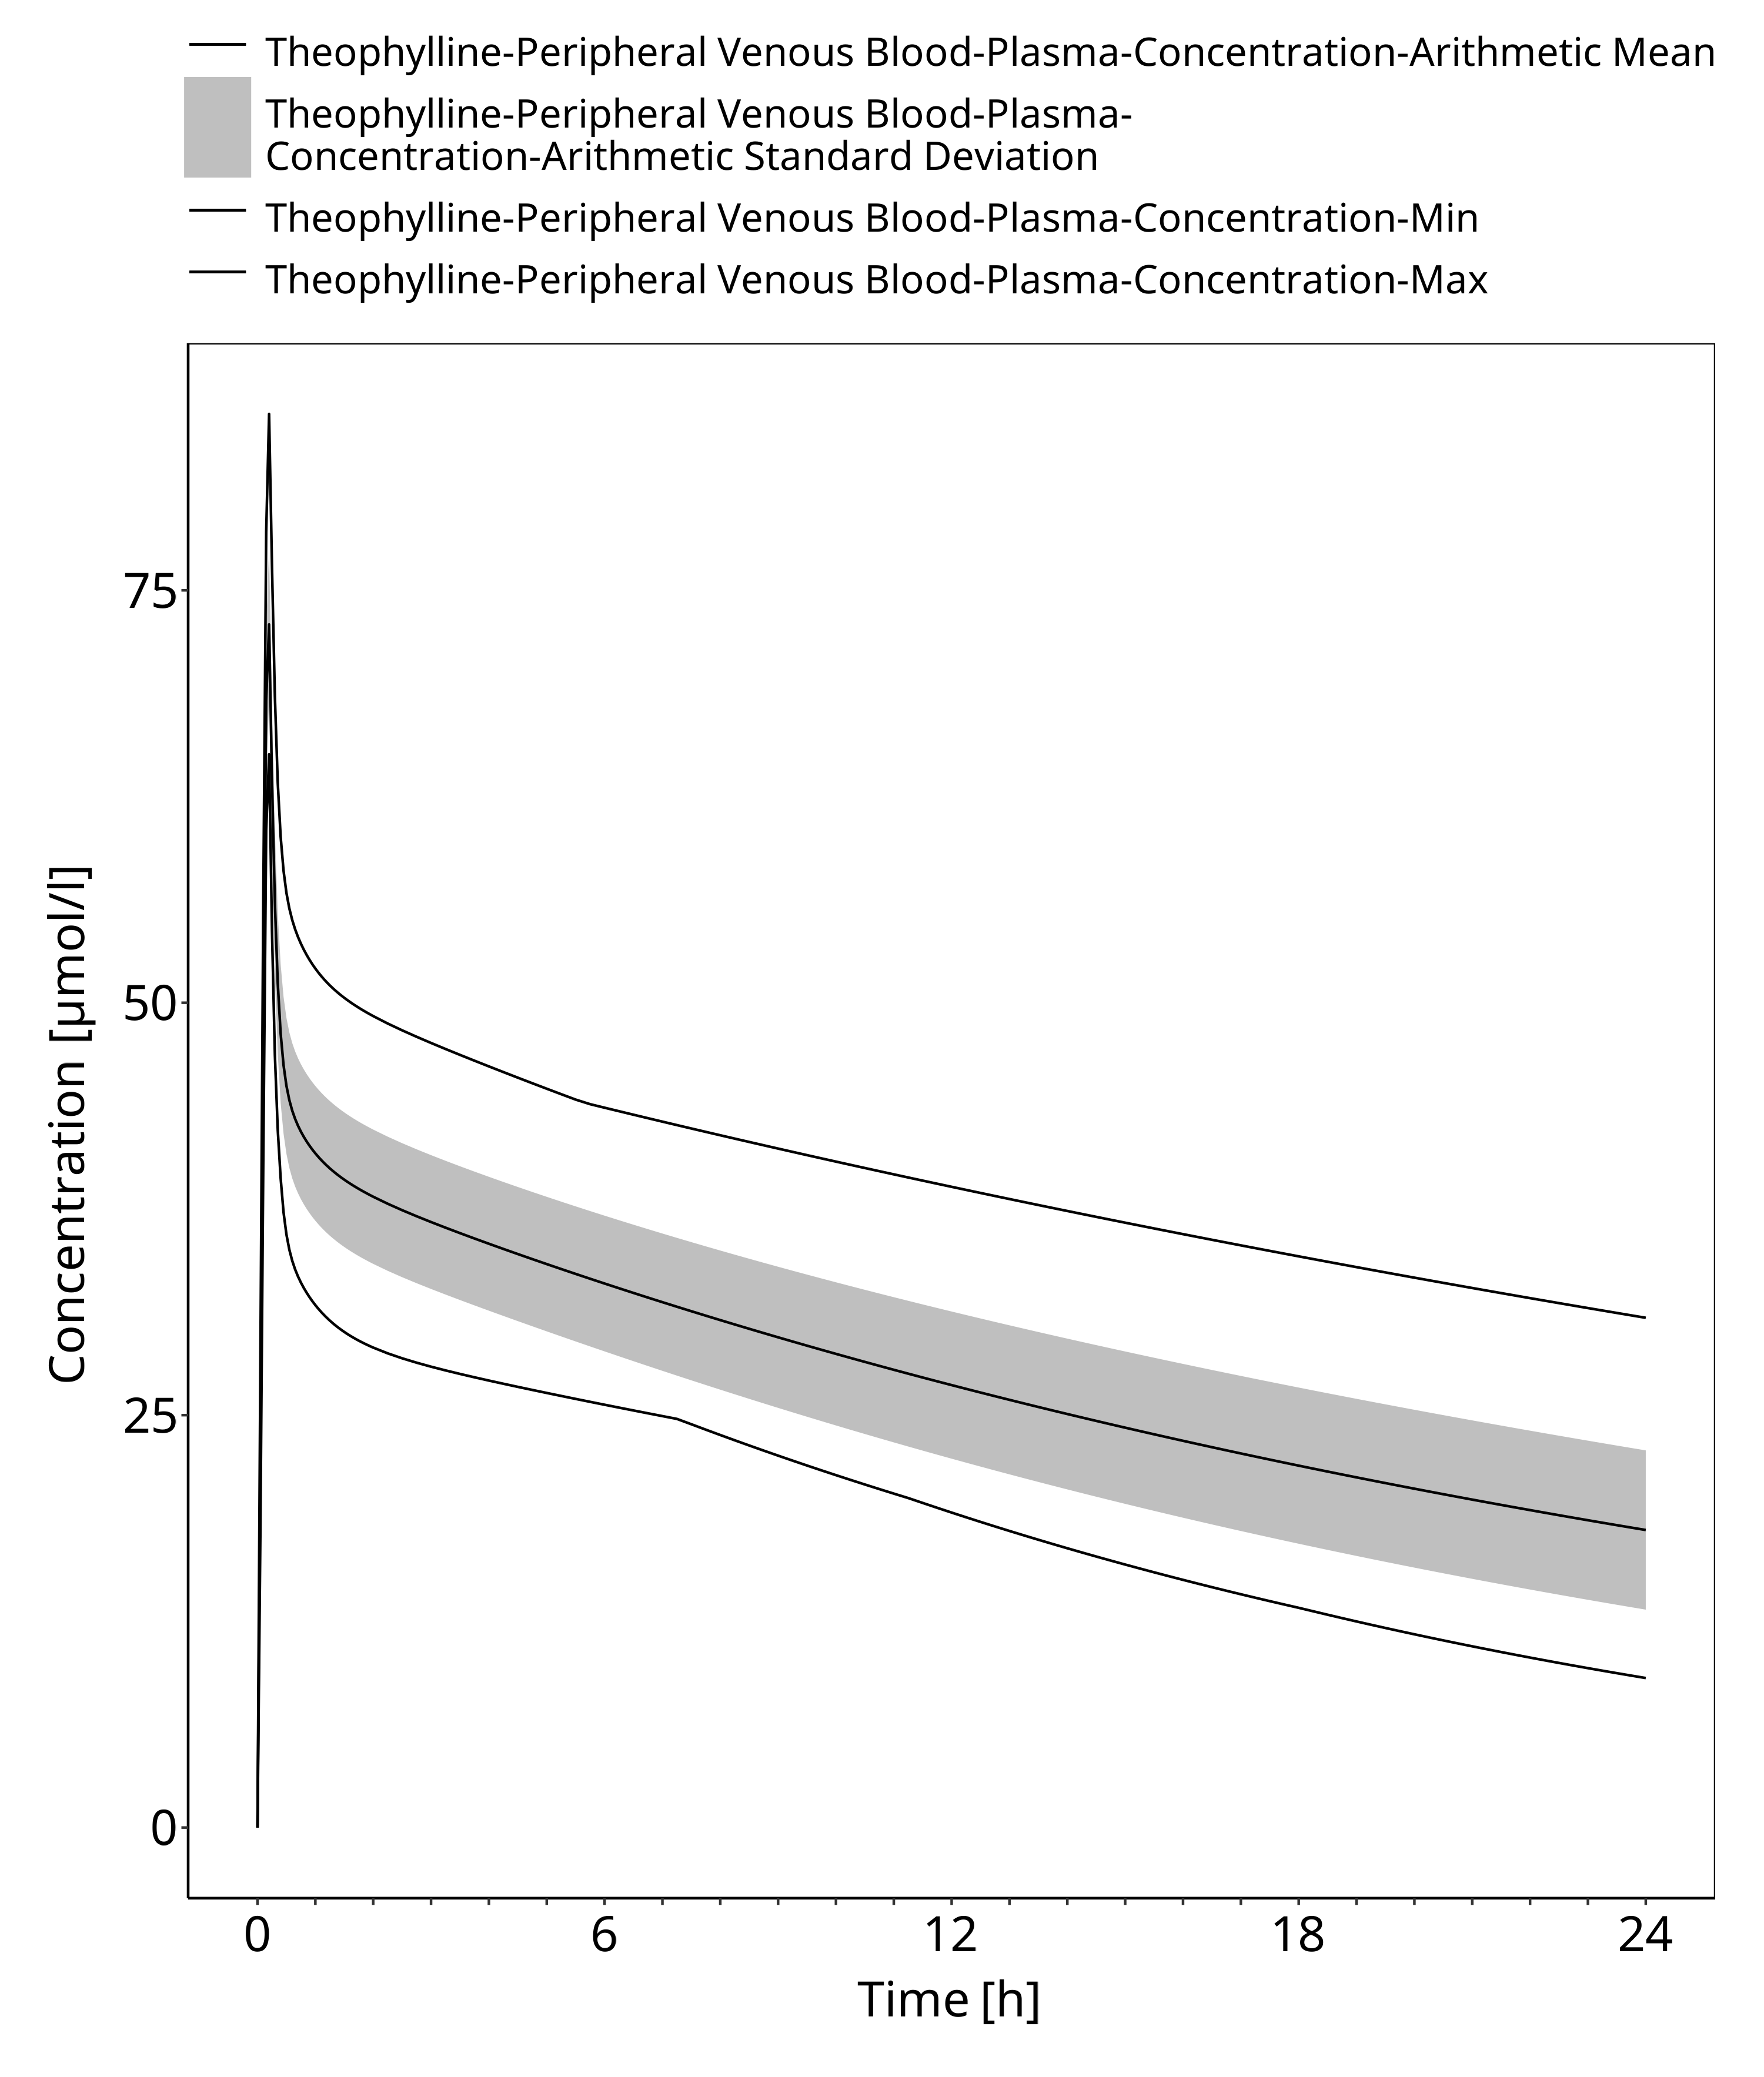 Theophylline-Peripheral Venous Blood-Plasma-Concentration-Arithmetic Mean
Theophylline-Peripheral Venous Blood-Plasma-
Concentration-Arithmetic Standard Deviation
Theophylline-Peripheral Venous Blood-Plasma-Concentration-Min
Theophylline-Peripheral Venous Blood-Plasma-Concentration-Max
Concentration [µmol/l]
75
50
25
0
0 6 12 18 24
Time [h]